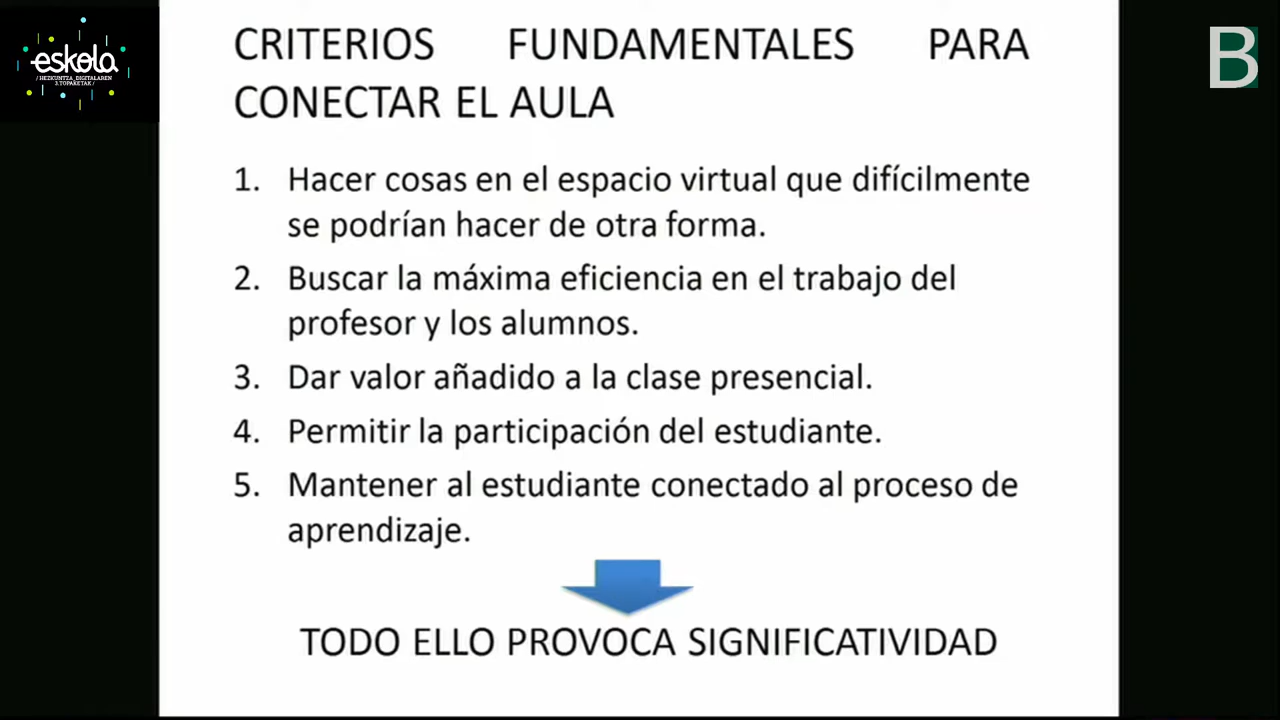 eskola
/ HEZKUNTZA_DIGITALAREN
3.TOPAKETAK /
B
CRITERIOS FUNDAMENTALES PARA
CONECTAR EL AULA
1. Hacer cosas en el espacio virtual que difícilmente
se podrían hacer de otra forma.
2. Buscar la máxima eficiencia en el trabajo del
profesor y los alumnos.
3. Dar valor añadido a la clase presencial.
4. Permitir la participación del estudiante.
5. Mantener al estudiante conectado al proceso de
aprendizaje.
TODO ELLO PROVOCA SIGNIFICATIVIDAD